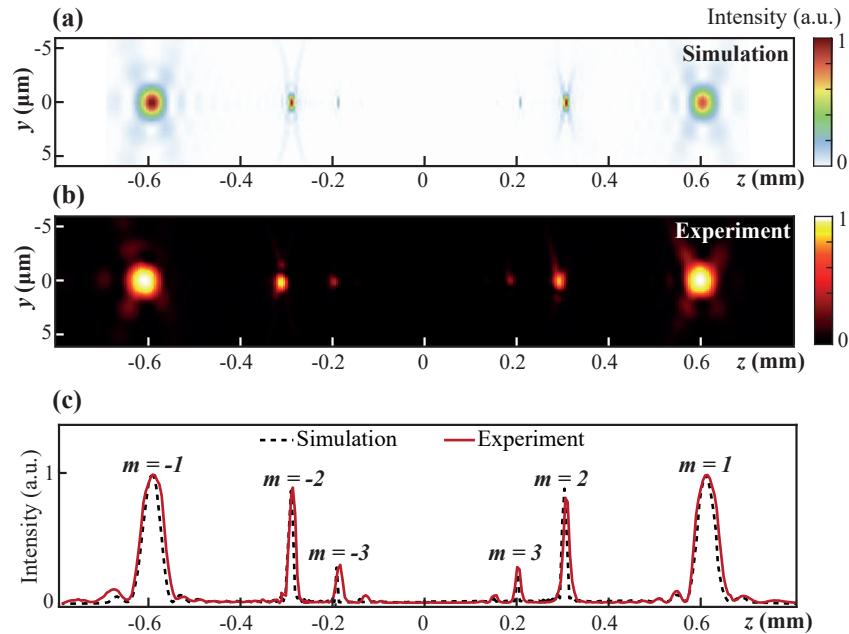 (a)
Intensity (a.u.)
-5
0
5
y (μm)
Simulation
1
0
-0.6 -0.4 -0.2 0 0.2 0.4 0.6
z (mm)
(b)
-5
0
5
y (μm)
Experiment
1
0
-0.6 -0.4 -0.2 0 0.2 0.4 0.6
z (mm)
(c)
Simulation Experiment
Intensity (a.u.)
1
0
m = -1 m = -2 m = -3 m = 3 m = 2 m = 1
-0.6 -0.4 -0.2 0 0.2 0.4 0.6
z (mm)